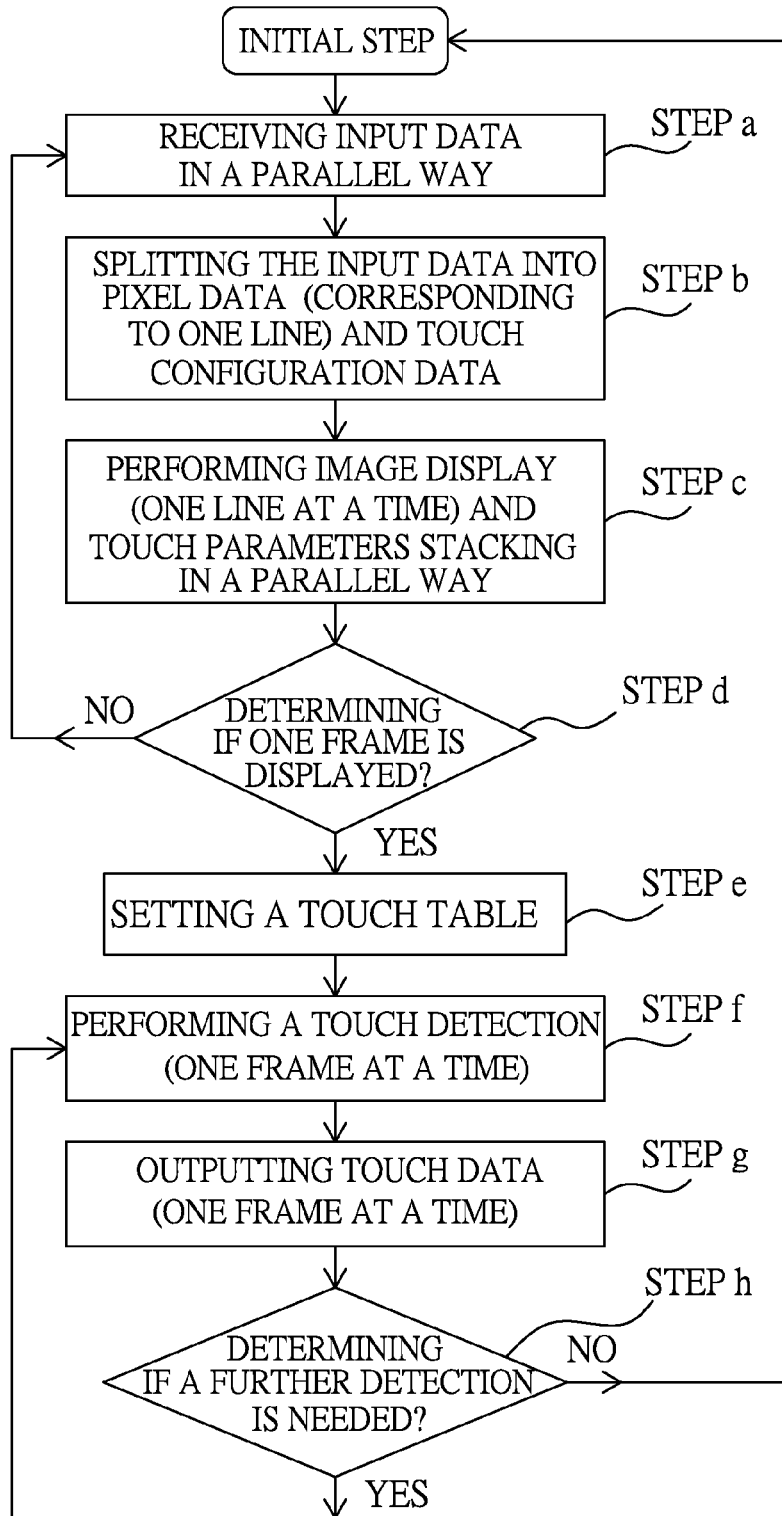 INITIAL STEP
RECEIVING INPUT DATA
IN A PARALLEL WAY
STEP a
SPLITTING THE INPUT DATA INTO
PIXEL DATA (CORRESPONDING
TO ONE LINE) AND TOUCH
CONFIGURATION DATA
STEP b
PERFORMING IMAGE DISPLAY
(ONE LINE AT A TIME) AND
TOUCH PARAMETERS STACKING
IN A PARALLEL WAY
STEP c
NO
DETERMINING
IF ONE FRAME IS
DISPLAYED?
STEP d
YES
SETTING A TOUCH TABLE
STEP e
PERFORMING A TOUCH DETECTION
(ONE FRAME AT A TIME)
STEP f
OUTPUTTING TOUCH DATA
(ONE FRAME AT A TIME)
STEP g
DETERMINING
IF A FURTHER DETECTION
IS NEEDED?
STEP h
NO
YES